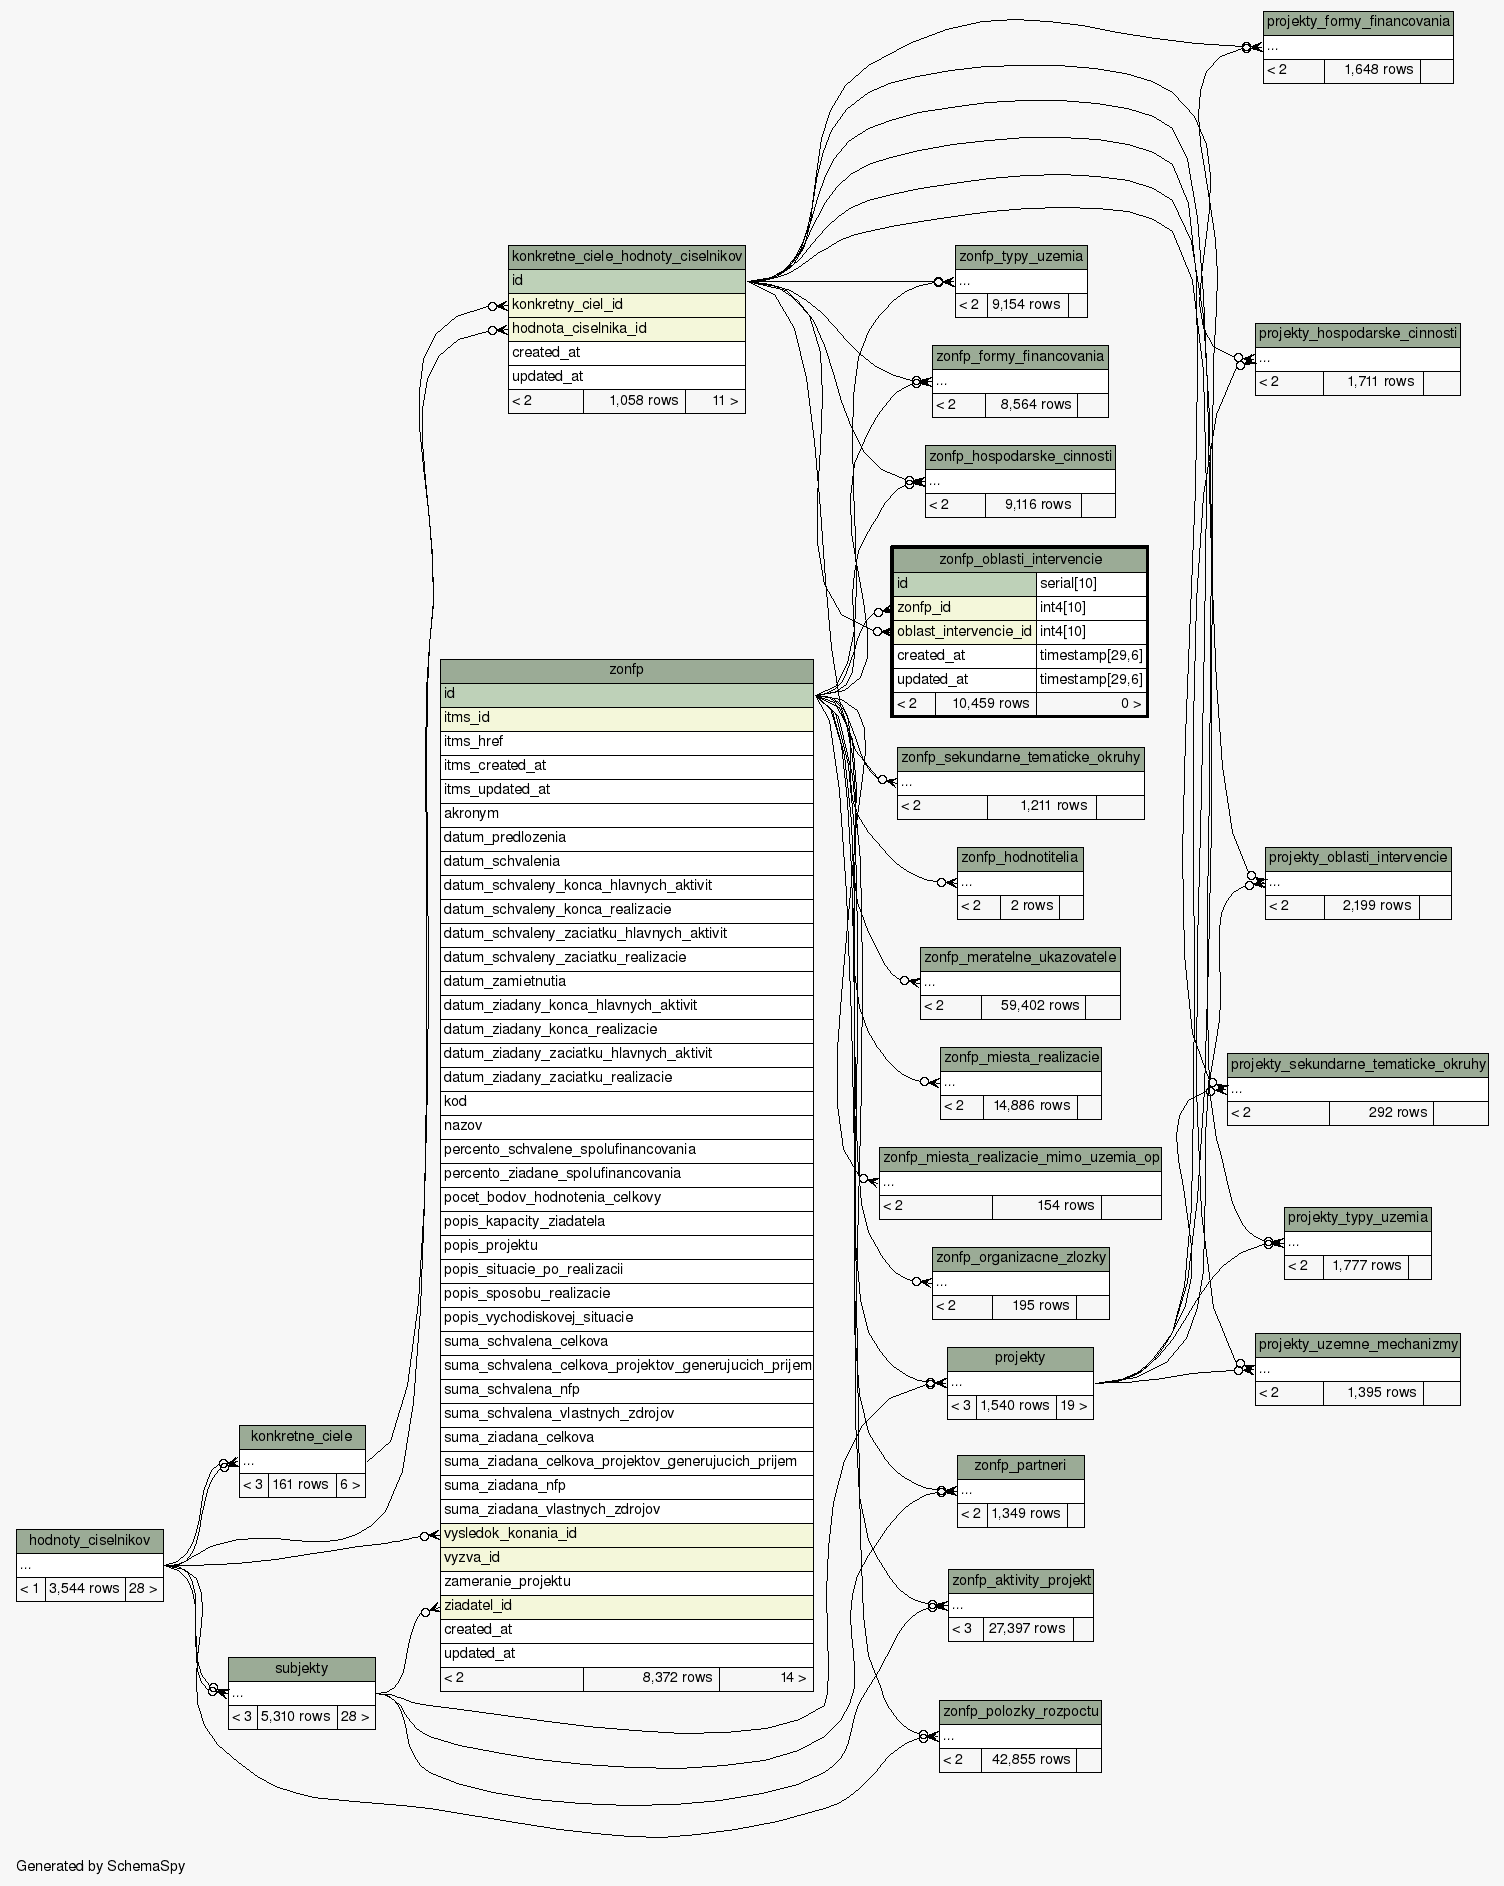 projekty_formy_financovania
...
< 2 1,648 rows
konkretne_ciele_hodnoty_ciselnikov
id
konkretny_ciel_id
hodnota_ciselnika_id
created_at
updated_at
< 2 1,058 rows 11 >
zonfp_typy_uzemia
...
< 2 9,154 rows
projekty_hospodarske_cinnosti
...
< 2 1,711 rows
zonfp_formy_financovania
...
< 2 8,564 rows
zonfp_hospodarske_cinnosti
...
< 2 9,116 rows
zonfp_oblasti_intervencie
id serial[10]
zonfp_id int4[10]
oblast_intervencie_id int4[10]
created_at timestamp[29,6]
updated_at timestamp[29,6]
< 2 10,459 rows 0 >
zonfp
id
itms_id
itms_href
itms_created_at
itms_updated_at
akronym
datum_predlozenia
datum_schvalenia
datum_schvaleny_konca_hlavnych_aktivit
datum_schvaleny_konca_realizacie
datum_schvaleny_zaciatku_hlavnych_aktivit
datum_schvaleny_zaciatku_realizacie
datum_zamietnutia
datum_ziadany_konca_hlavnych_aktivit
datum_ziadany_konca_realizacie
datum_ziadany_zaciatku_hlavnych_aktivit
datum_ziadany_zaciatku_realizacie
kod
nazov
percento_schvalene_spolufinancovania
percento_ziadane_spolufinancovania
pocet_bodov_hodnotenia_celkovy
popis_kapacity_ziadatela
popis_projektu
popis_situacie_po_realizacii
popis_sposobu_realizacie
popis_vychodiskovej_situacie
suma_schvalena_celkova
suma_schvalena_celkova_projektov_generujucich_prijem
suma_schvalena_nfp
suma_schvalena_vlastnych_zdrojov
suma_ziadana_celkova
suma_ziadana_celkova_projektov_generujucich_prijem
suma_ziadana_nfp
suma_ziadana_vlastnych_zdrojov
vysledok_konania_id
vyzva_id
zameranie_projektu
ziadatel_id
created_at
updated_at
< 2 8,372 rows 14 >
zonfp_sekundarne_tematicke_okruhy
...
< 2 1,211 rows
zonfp_hodnotitelia
...
< 2 2 rows
projekty_oblasti_intervencie
...
< 2 2,199 rows
zonfp_meratelne_ukazovatele
...
< 2 59,402 rows
zonfp_miesta_realizacie
...
< 2 14,886 rows
projekty_sekundarne_tematicke_okruhy
...
< 2 292 rows
zonfp_miesta_realizacie_mimo_uzemia_op
...
< 2 154 rows
projekty_typy_uzemia
...
< 2 1,777 rows
zonfp_organizacne_zlozky
...
< 2 195 rows
projekty
...
< 3 1,540 rows 19 >
projekty_uzemne_mechanizmy
...
< 2 1,395 rows
konkretne_ciele
...
< 3 161 rows 6 >
zonfp_partneri
...
< 2 1,349 rows
hodnoty_ciselnikov
...
< 1 3,544 rows 28 >
zonfp_aktivity_projekt
...
< 3 27,397 rows
subjekty
...
< 3 5,310 rows 28 >
zonfp_polozky_rozpoctu
...
< 2 42,855 rows
Generated by SchemaSpy